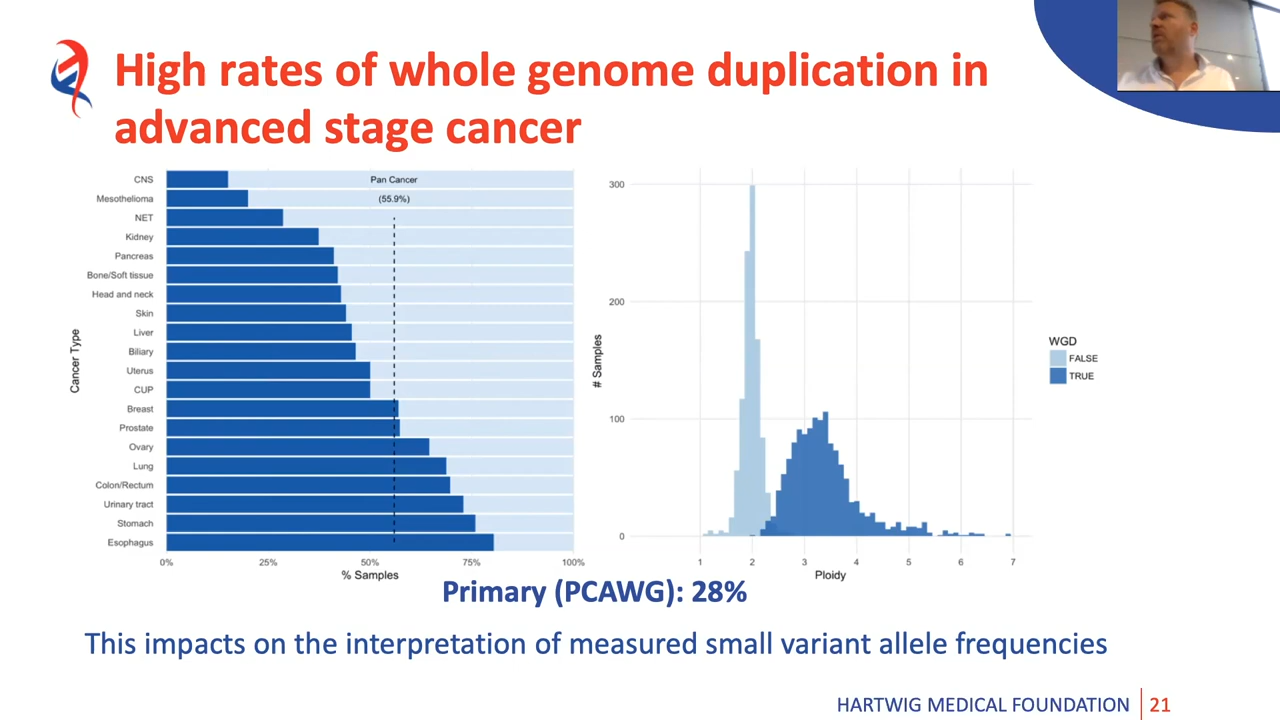 High rates of whole genome duplication in
advanced stage cancer
Cancer Type
CNS
Mesothelioma
NET
Kidney
Pancreas
Bone/Soft tissue
Head and neck
Skin
Liver
Biliary
Uterus
CUP
Breast
Prostate
Ovary
Lung
Colon/Rectum
Urinary tract
Stomach
Esophagus
Pan Cancer
(55.9%)
0% 25% 50% 75% 100%
% Samples
# Samples
300
200
100
0
1 2 3 4 5 6 7
Ploidy
WGD
FALSE
TRUE
Primary (PCAWG): 28%
This impacts on the interpretation of measured small variant allele frequencies
HARTWIG MEDICAL FOUNDATION 21